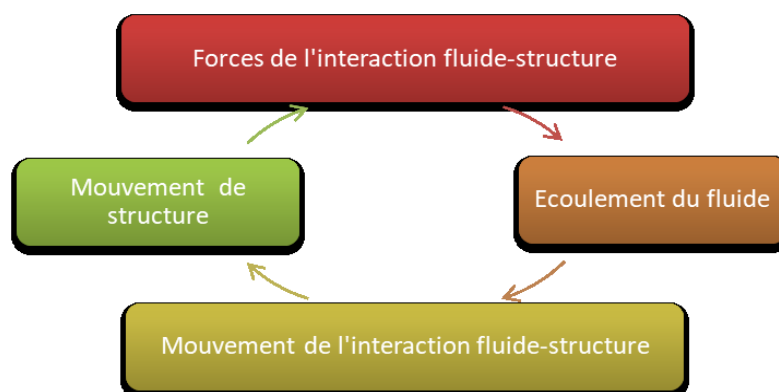 Forces de l'interaction fluide-structure
Mouvement de
structure
Ecoulement du fluide
Mouvement de l'interaction fluide-structure